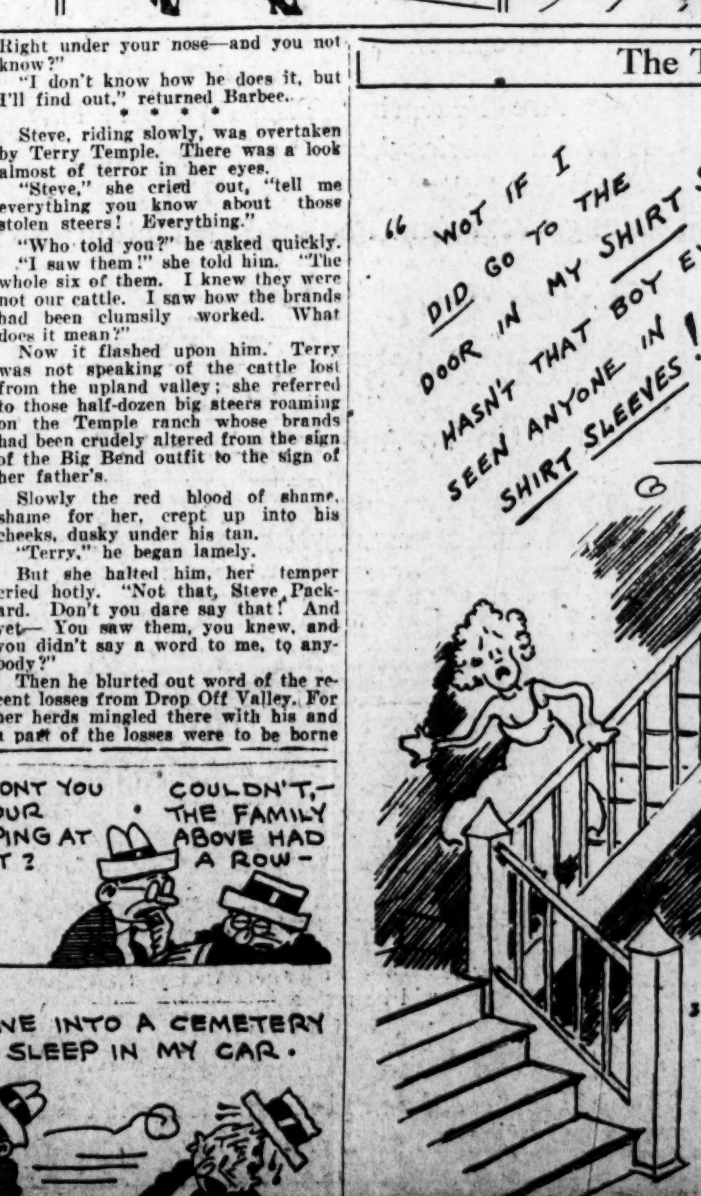 Right under your nose—and you not
know?"
"I don't know how he does it, but
I'll find out," returned Barbee.
* * * *
Steve, riding slowly, was overtaken
by Terry Temple. There was a look
almost of terror in her eyes.
"Steve," she cried out, "tell me
everything you know about those
stolen steers! Everything."
"Who told you?" he asked quickly.
"I saw them!" she told him. "The
whole six of them. I knew they were
not our cattle. I saw how the brands
had been clumsily worked. What
does it mean?"
Now it flashed upon him. Terry
was not speaking of the cattle lost
from the upland valley; she referred
to those half-dozen big steers roaming
on the Temple ranch whose brands
had been crudely altered from the sign
of the Big Bend outfit to the sign of
her father's.
Slowly the red blood of shame,
shame for her, crept up into his
cheeks, dusky under his tan.
"Terry," he began lamely.
But she halted him, her temper
cried hotly. "Not that, Steve Pack-
ard. Don't you dare say that! And
yet— You saw them, you knew, and
you didn't say a word to me, to any-
body?"
Then he blurted out word of the re-
cent losses from Drop Off Valley. For
her herds mingled there with his and
a part of the losses were to be borne
ONT YOU
OUR
PING AT
T?
COULDN'T,—
THE FAMILY
ABOVE HAD
A ROW —
VE INTO A CEMETERY
SLEEP IN MY CAR.
The T
" WOT IF I
DID GO TO THE
DOOR IN MY SHIRT S
HASN'T THAT BOY EV
SEEN ANYONE IN
SHIRT SLEEVES!